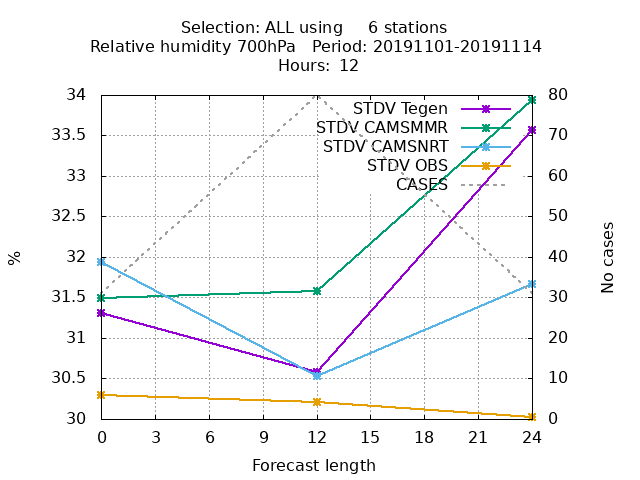 Selection: ALL using     6 stations
Relative humidity 700hPa   Period: 20191101-20191114
Hours: 12
34
33.5
33
32.5
32
31.5
31
30.5
30
%
STDV Tegen
STDV CAMSMMR
STDV CAMSNRT
STDV OBS
CASES
80
70
60
50
40
30
20
10
0
No cases
0 3 6 9 12 15 18 21 24
Forecast length